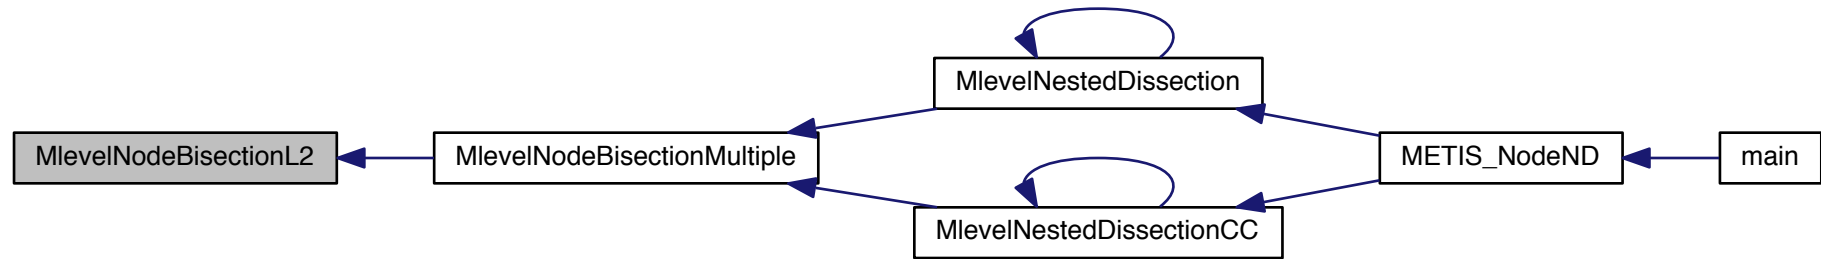 MlevelNodeBisectionL2
MlevelNodeBisectionMultiple
MlevelNestedDissection
MlevelNestedDissectionCC
METIS_NodeND
main